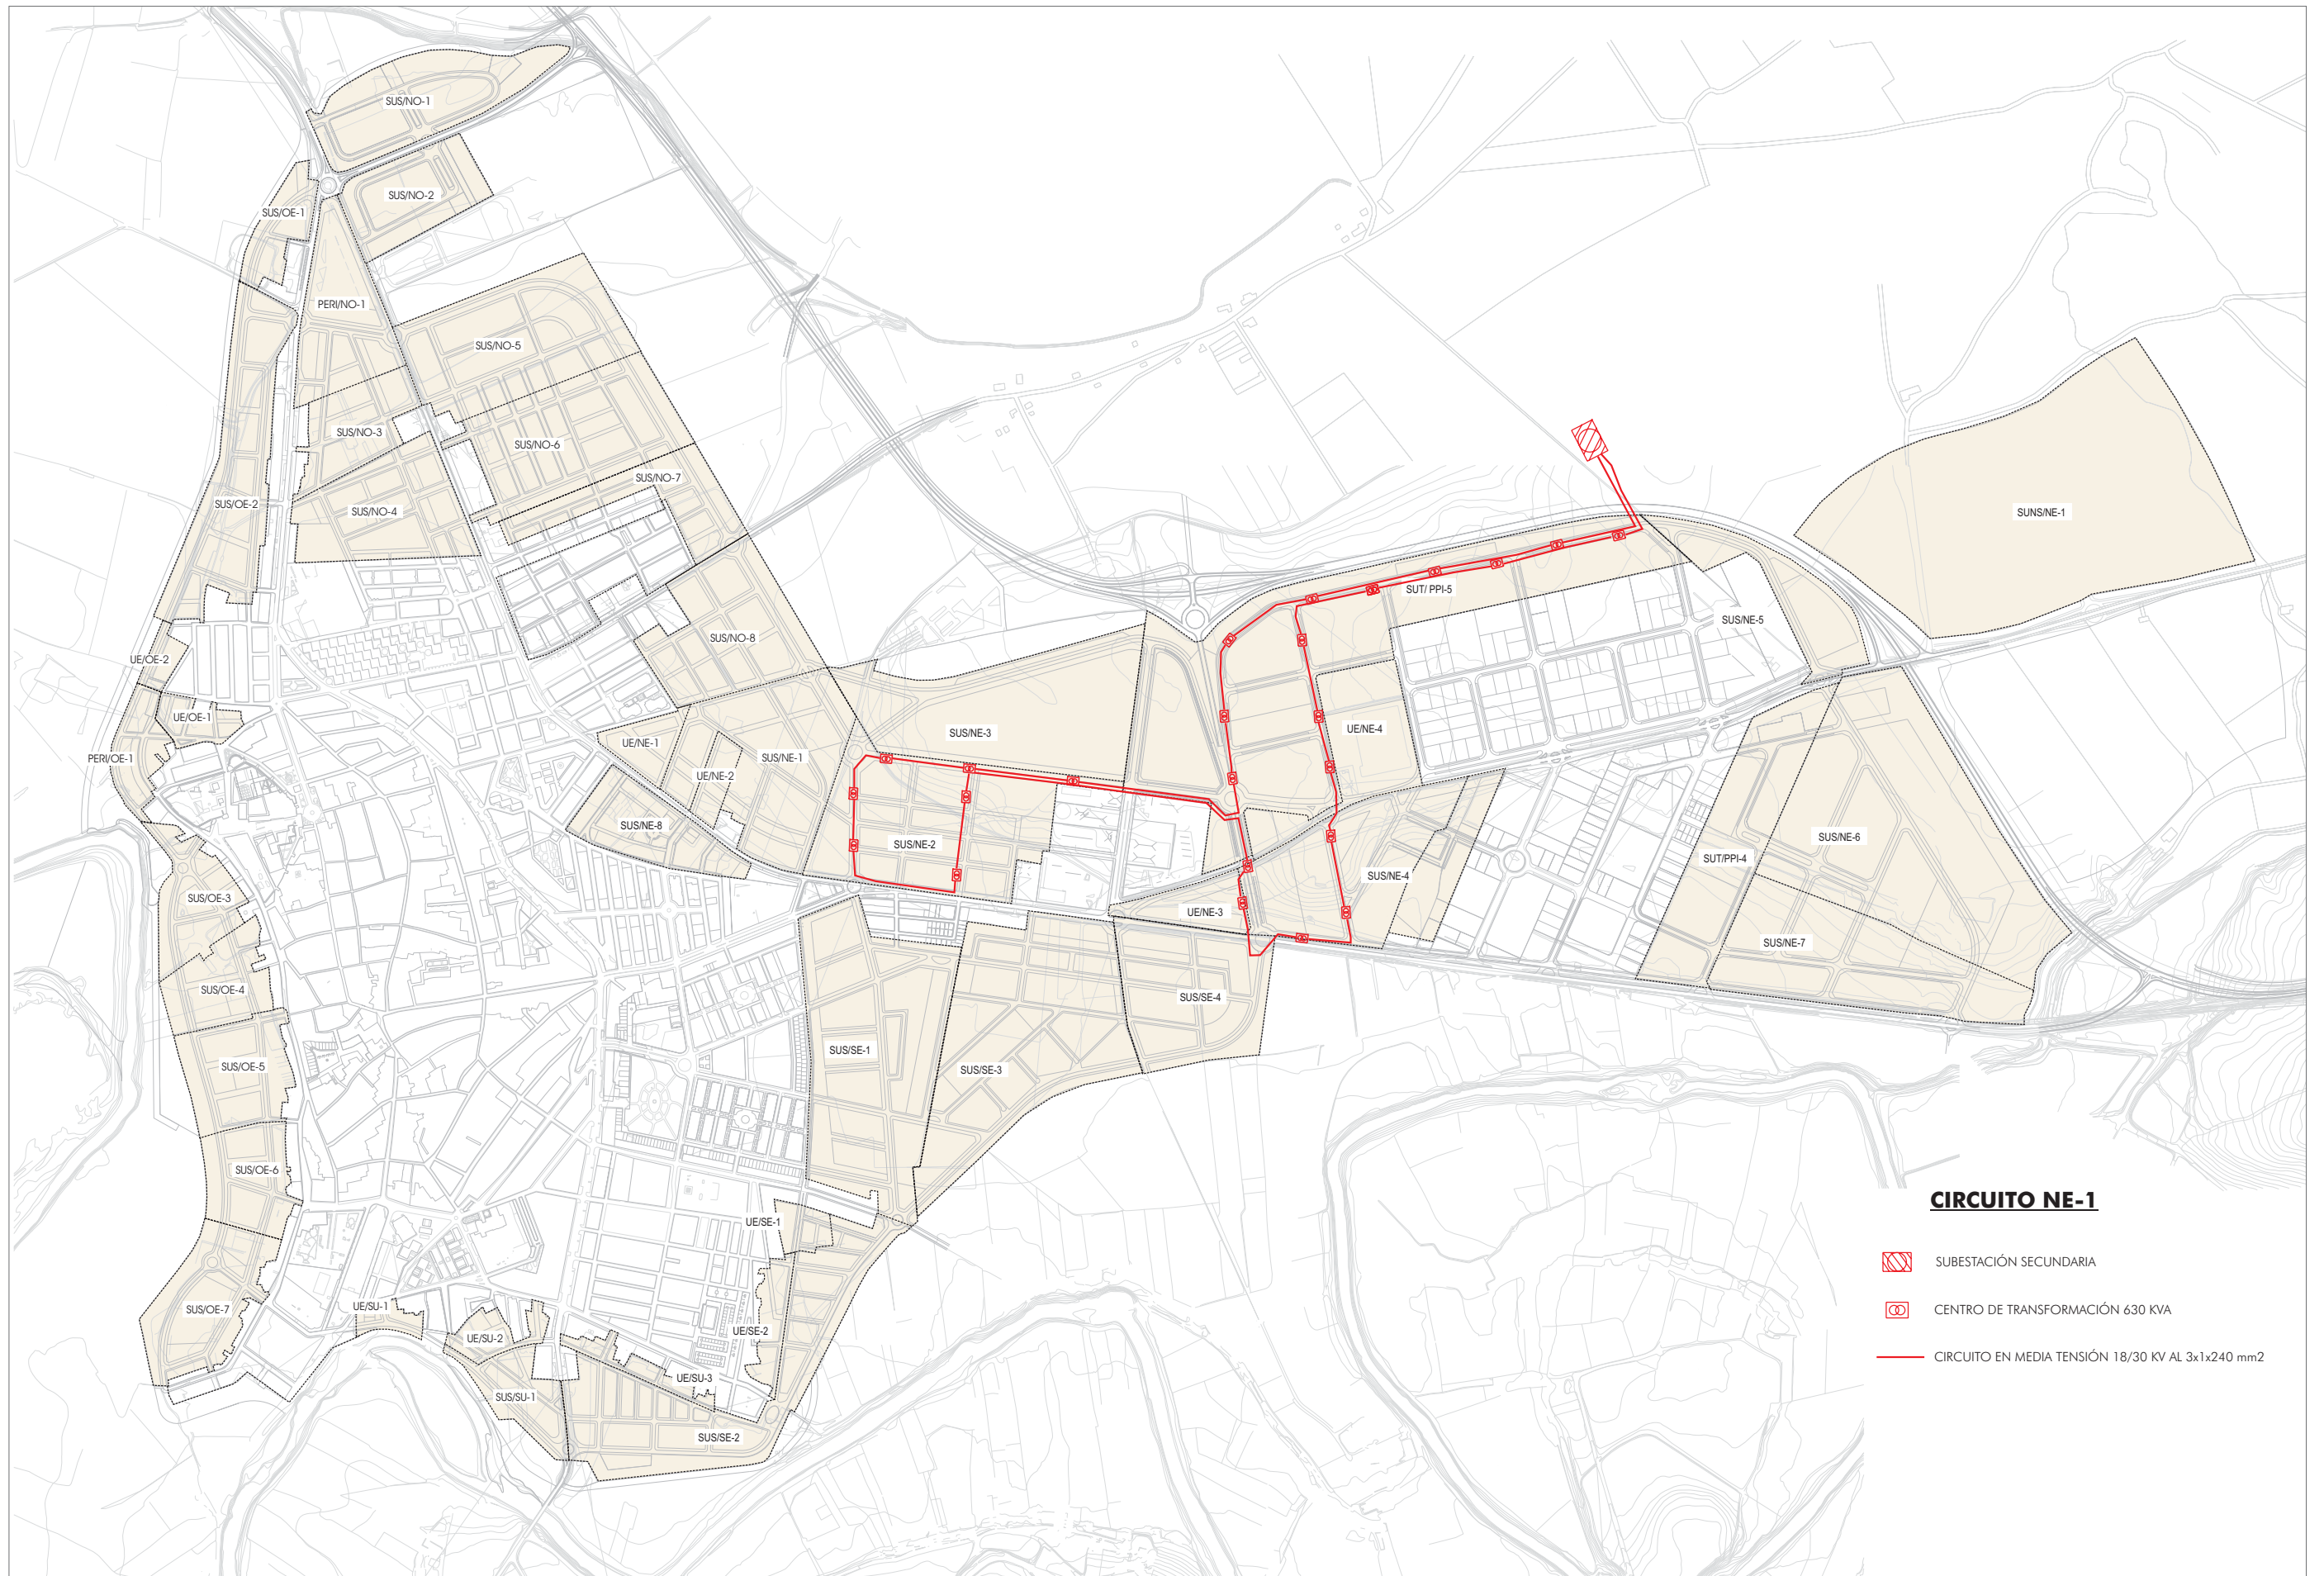 SUS/NO-1
SUS/NO-2
SUS/OE-1
PERI/NO-1
SUS/NO-5
SUS/NO-3
SUS/NO-6
SUS/NO-7
SUS/OE-2
SUS/NO-4
SUNS/NE-1
SUT/ PPI-5
SUS/NE-5
SUS/NO-8
UE/OE-2
UE/OE-1
UE/NE-4
SUS/NE-3
UE/NE-1
PERI/OE-1
SUS/NE-1
UE/NE-2
SUS/NE-8
SUS/NE-6
SUS/NE-2
SUT/PPI-4
SUS/NE-4
SUS/OE-3
UE/NE-3
SUS/NE-7
SUS/OE-4
SUS/SE-4
SUS/SE-1
SUS/OE-5
SUS/SE-3
SUS/OE-6
CIRCUITO NE-1
UE/SE-1
SUBESTACIÓN SECUNDARIA
UE/SU-1
SUS/OE-7
CENTRO DE TRANSFORMACIÓN 630 KVA
UE/SE-2
UE/SU-2
CIRCUITO EN MEDIA TENSIÓN 18/30 KV AL 3x1x240 mm2
UE/SU-3
SUS/SU-1
SUS/SE-2